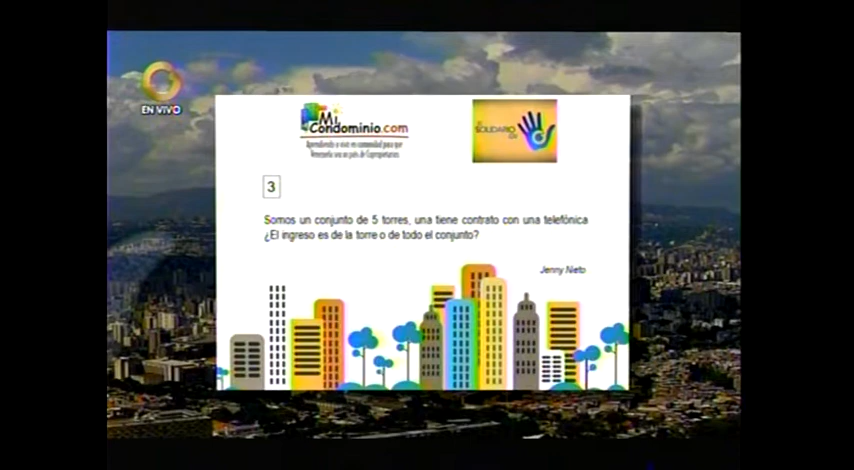 EN VIVO
Mi
Condominio.com
Aprendiendo a vivir en comunidad para que
Venezuela sea un país de Copropietarios
SOLIDARIO
3
Somos un conjunto de 5 torres, una tiene contrato con una telefónica
¿El ingreso es de la torre o de todo el conjunto?
Jenny Nieto